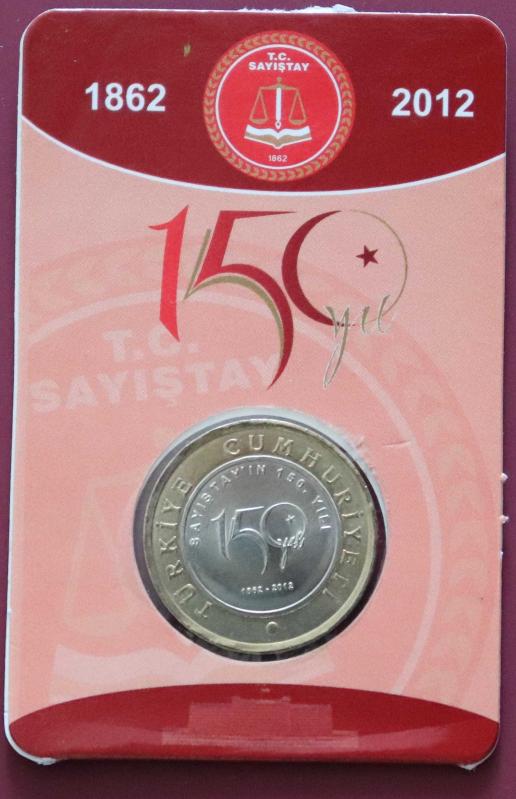 1862
T.C.
SAYIŞTAY
1862
2012
150
yıl
T.C.
SAYIŞTAY
TÜRKİYE CUMHURİYETİ
SAYIŞTAY'IN 150. YILI
150
yıl
1862 - 2012